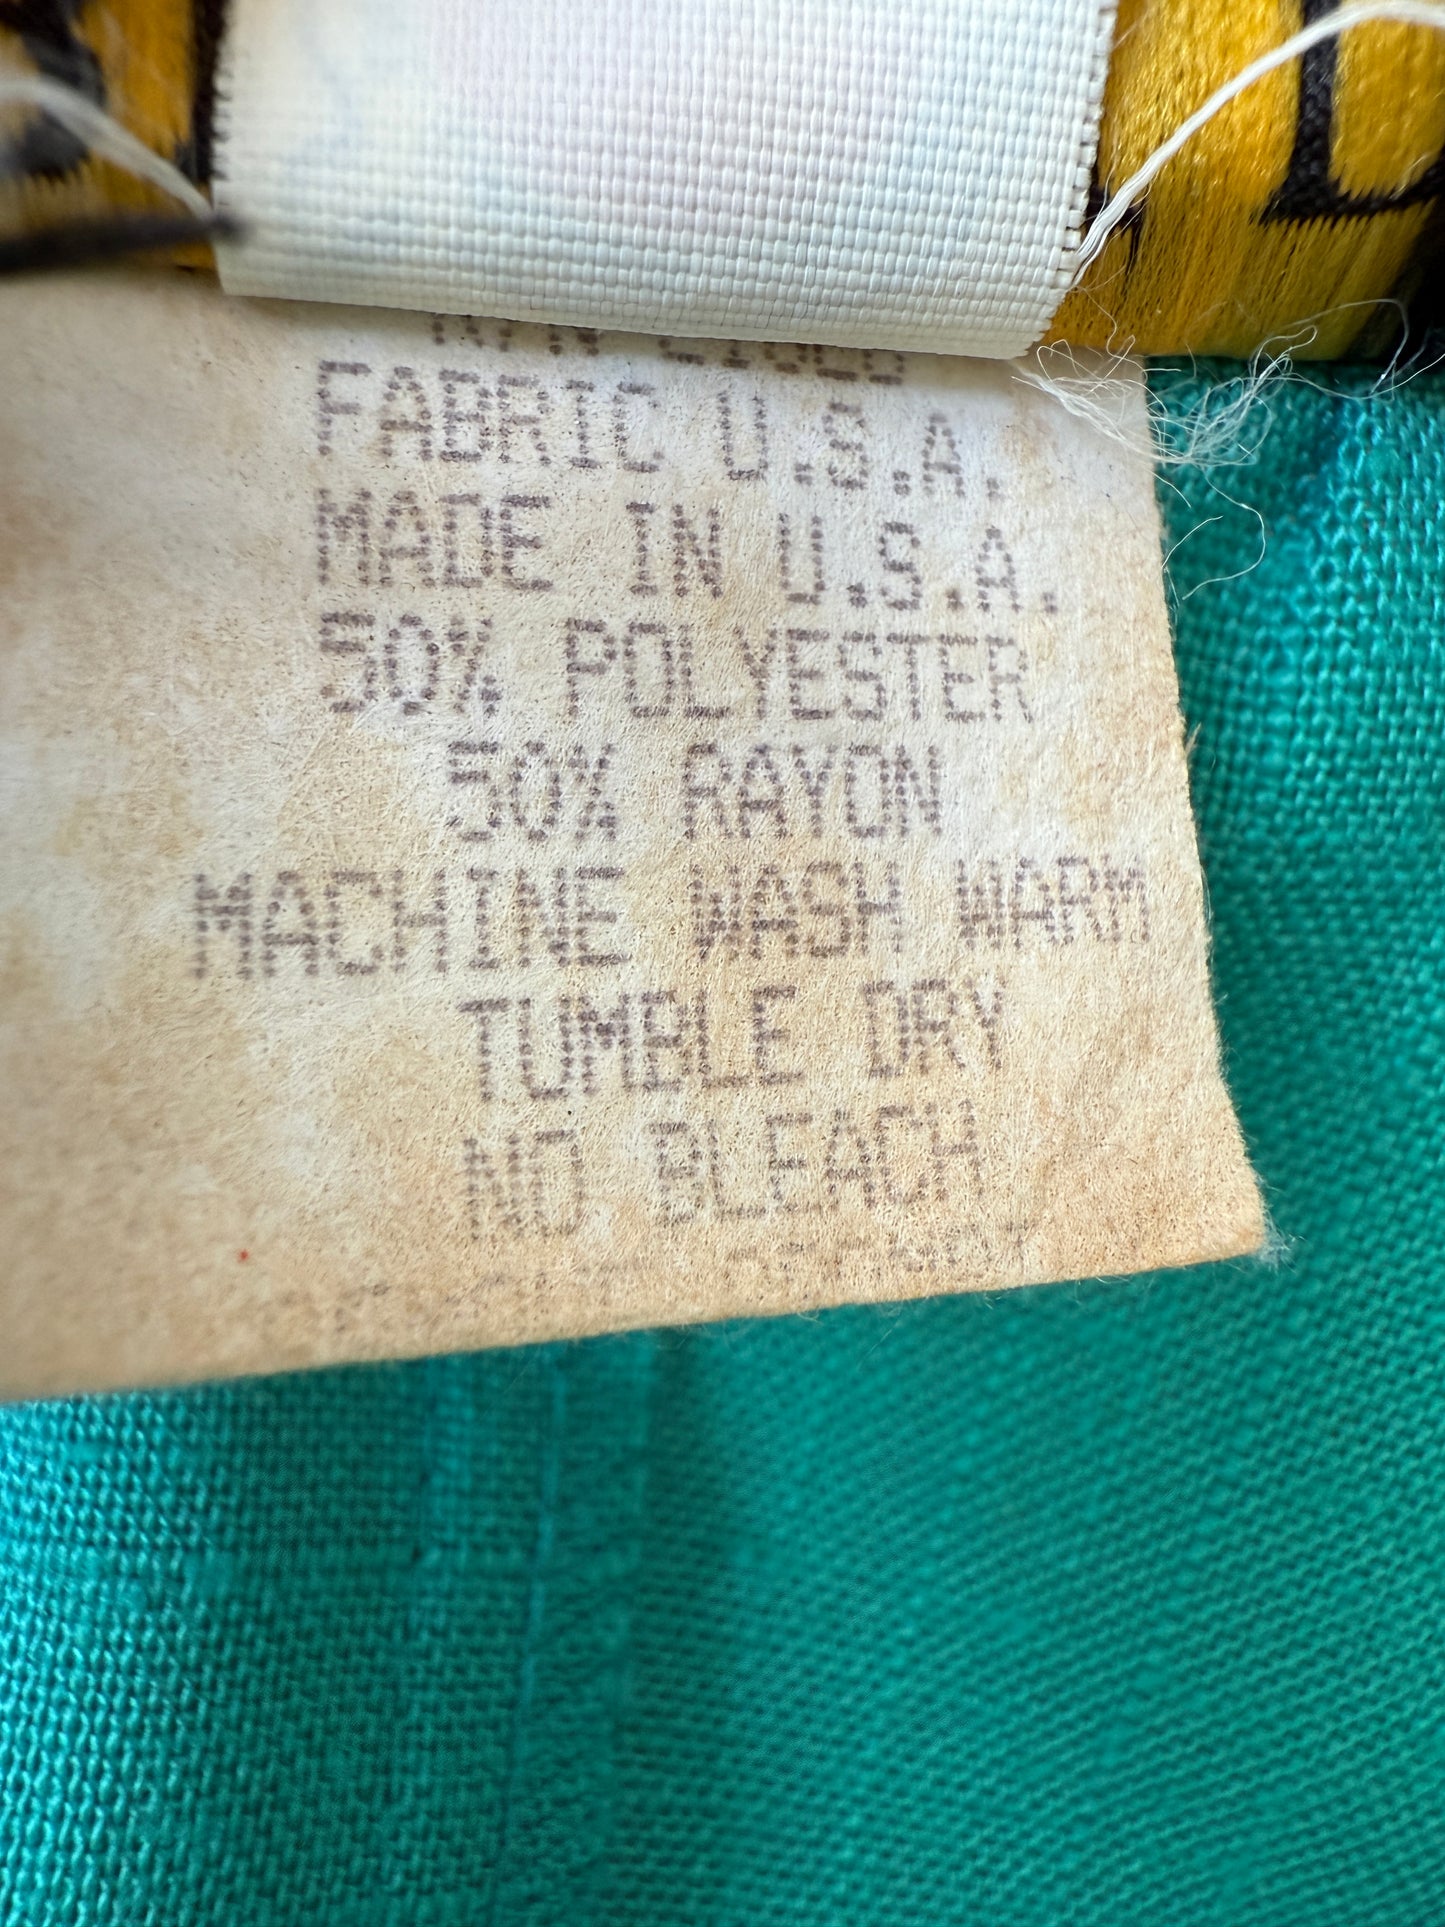 FABRIC U.S.A.
MADE IN U.S.A.
50% POLYESTER
50% RAYON
MACHINE WASH WARM
TUMBLE DRY
NO BLEACH